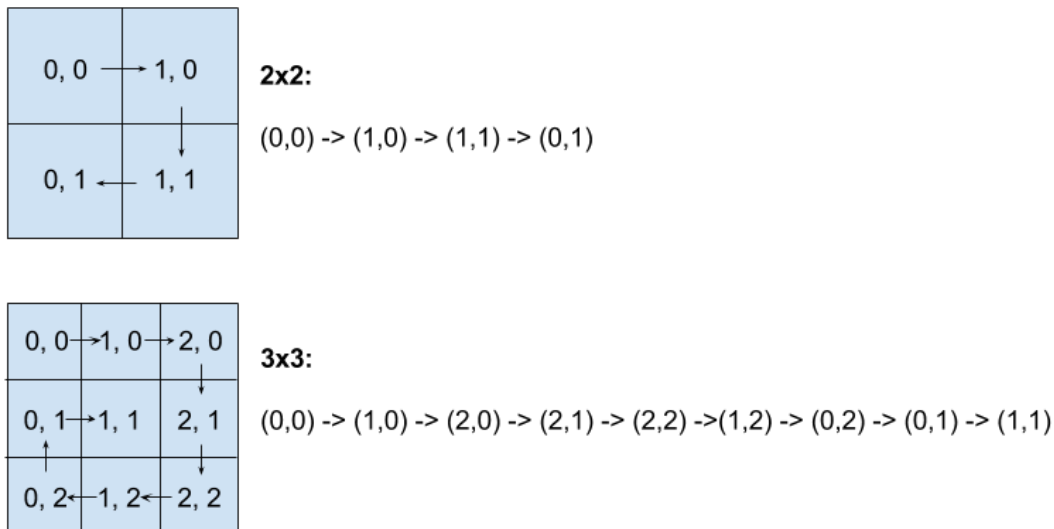 0, 0 1, 0
0, 1 1, 1
2x2:
(0,0) -> (1,0) -> (1,1) -> (0,1)
0, 0 1, 0 2, 0
0, 1 1, 1 2, 1
0, 2 1, 2 2, 2
3x3:
(0,0) -> (1,0) -> (2,0) -> (2,1) -> (2,2) ->(1,2) -> (0,2) -> (0,1) -> (1,1)